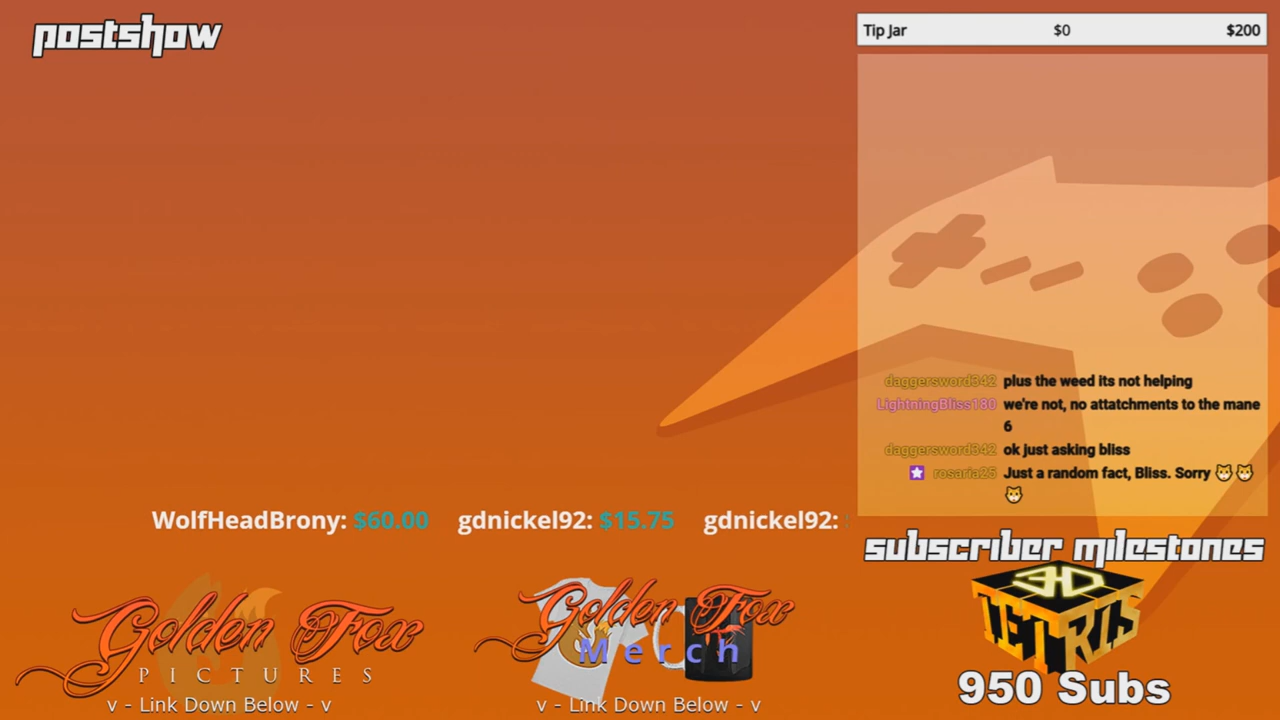 postshow
Tip Jar $0 $200
daggersword342 plus the weed its not helping
LightningBliss180 we're not, no attatchments to the mane
6
daggersword342 ok just asking bliss
rosaria25 Just a random fact, Bliss. Sorry
WolfHeadBrony: $60.00 gdnickel92: $15.75 gdnickel92:
subscriber milestones
3D
TETRIS
950 Subs
Golden Fox
PICTURES
v - Link Down Below - v
Golden Fox
Merch
v - Link Down Below - v